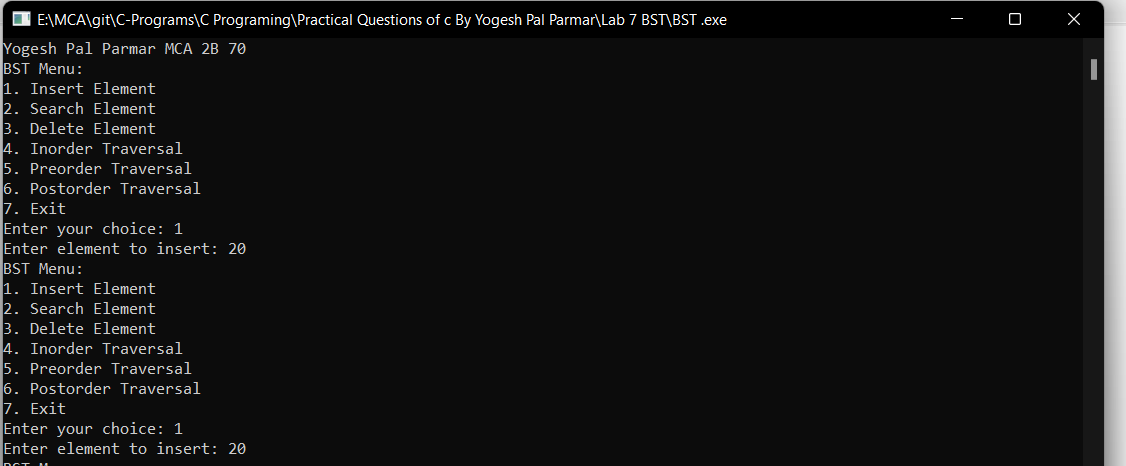 E:\MCA\git\C-Programs\C Programing\Practical Questions of c By Yogesh Pal Parmar\Lab 7 BST\BST .exe
Yogesh Pal Parmar MCA 2B 70
BST Menu:
1. Insert Element
2. Search Element
3. Delete Element
4. Inorder Traversal
5. Preorder Traversal
6. Postorder Traversal
7. Exit
Enter your choice: 1
Enter element to insert: 20
BST Menu:
1. Insert Element
2. Search Element
3. Delete Element
4. Inorder Traversal
5. Preorder Traversal
6. Postorder Traversal
7. Exit
Enter your choice: 1
Enter element to insert: 20